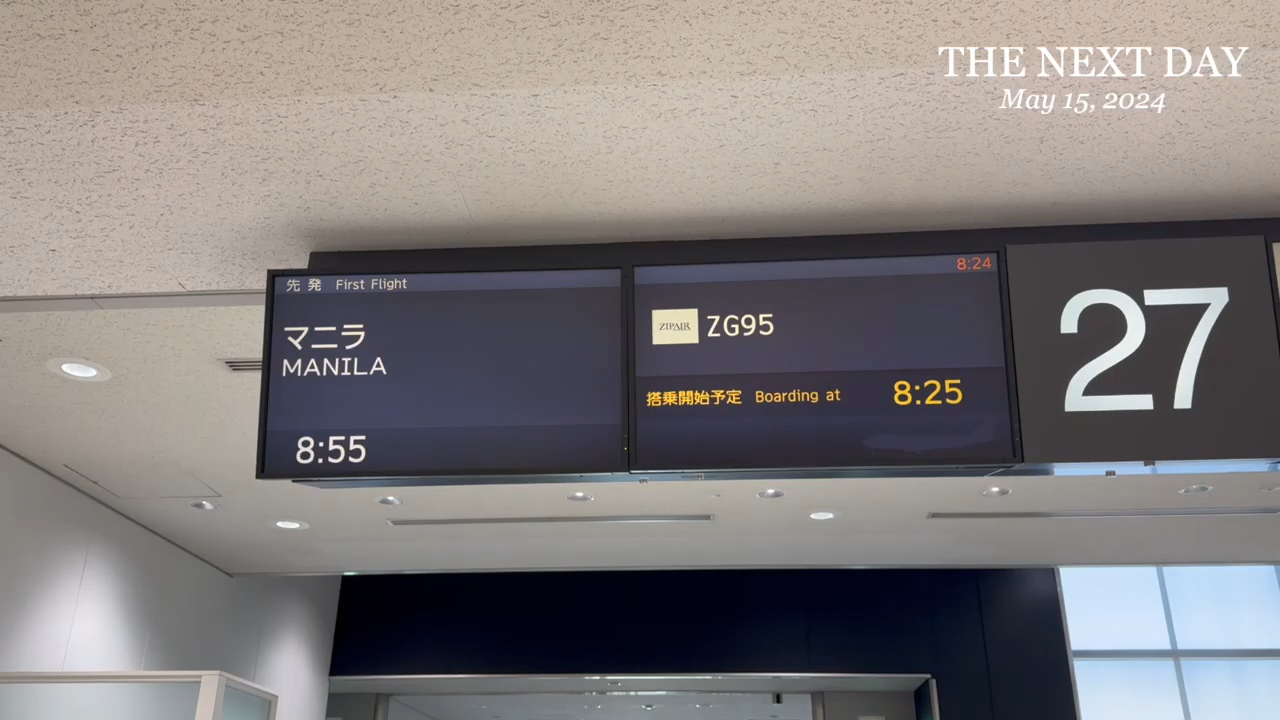 THE NEXT DAY
May 15, 2024
先 発 First Flight
マニラ
MANILA
8:55
8:24
ZIPAIR ZG95
搭乗開始予定 Boarding at 8:25
27